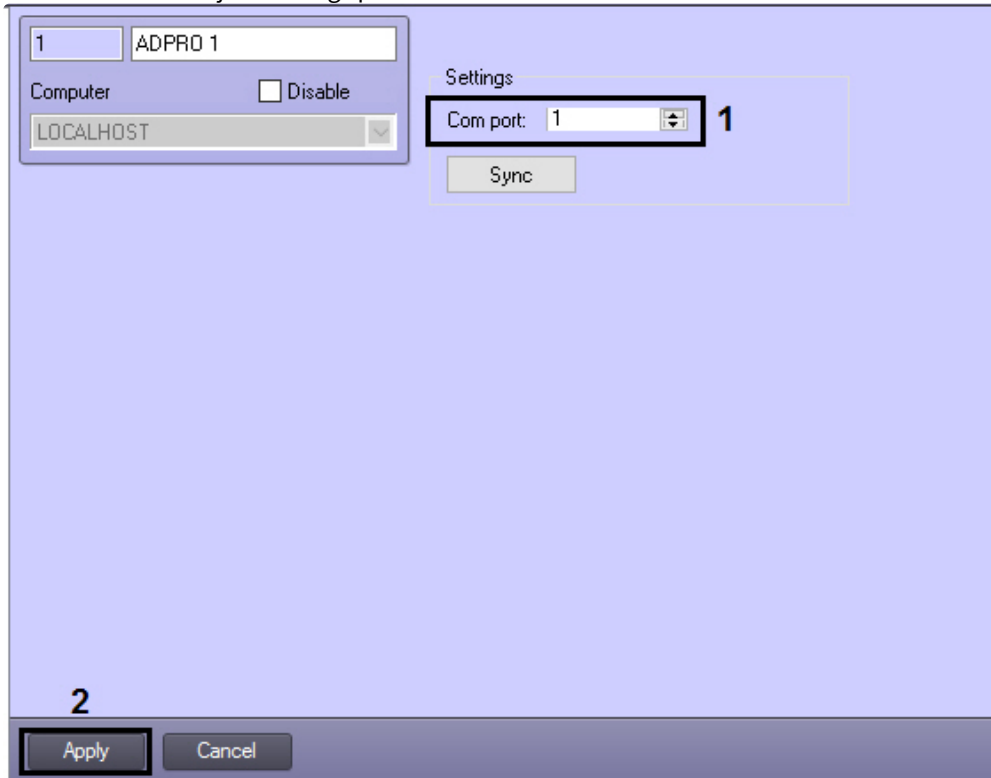 1 ADPRO 1
Computer Disable
LOCALHOST
Settings
Com port: 1 1
Sync
2
Apply Cancel